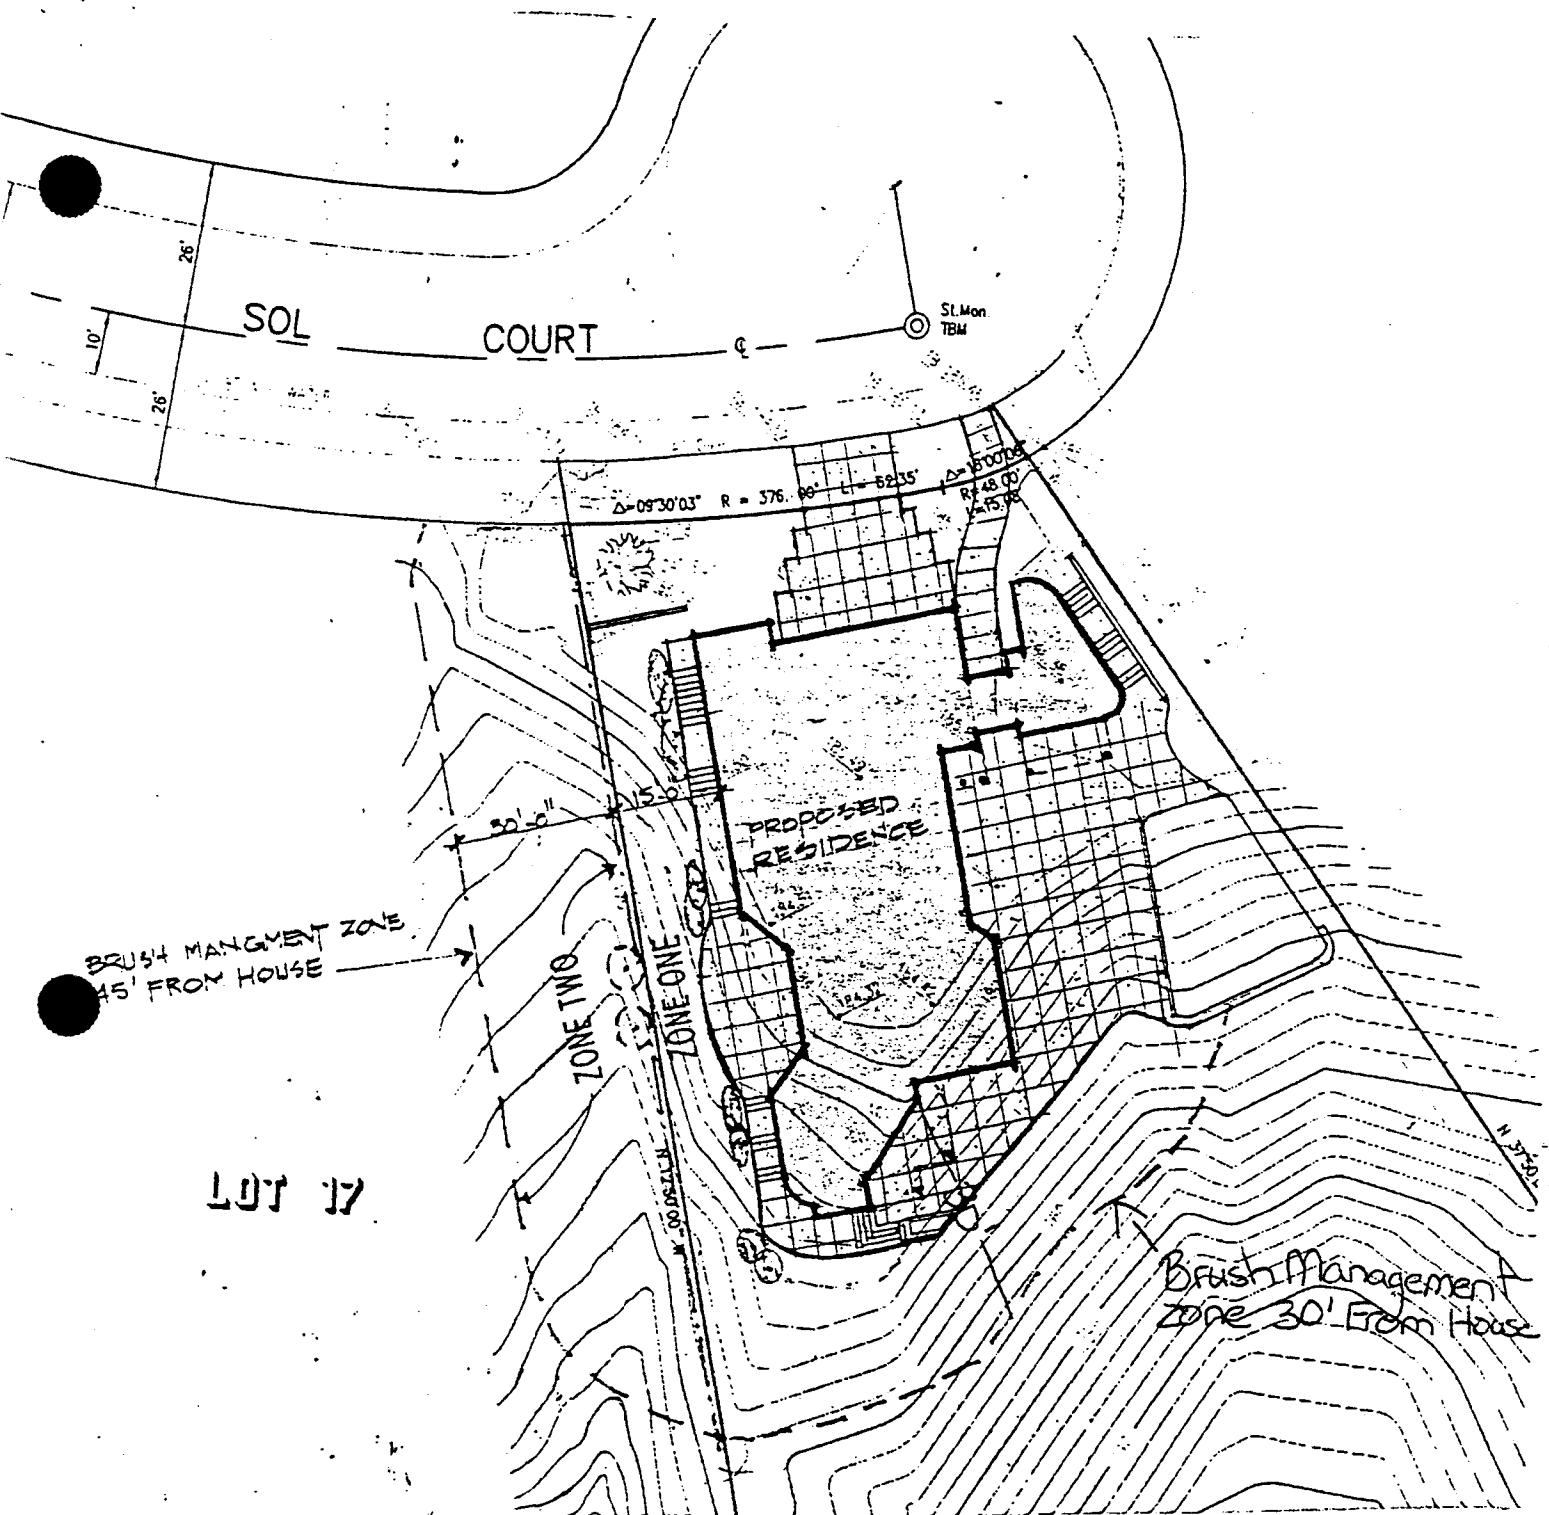 26'
SOL COURT
10'
26'
St.Mon.
TBM
℄
Δ=09°30'03" R = 376.00' L = 62.35'
R=48.00'
15'-0"
30'-0"
PROPOSED
RESIDENCE
BRUSH MANGMENT ZONE
45' FROM HOUSE
ZONE TWO
ZONE ONE
LOT 17
Brush Management
zone 30' From House